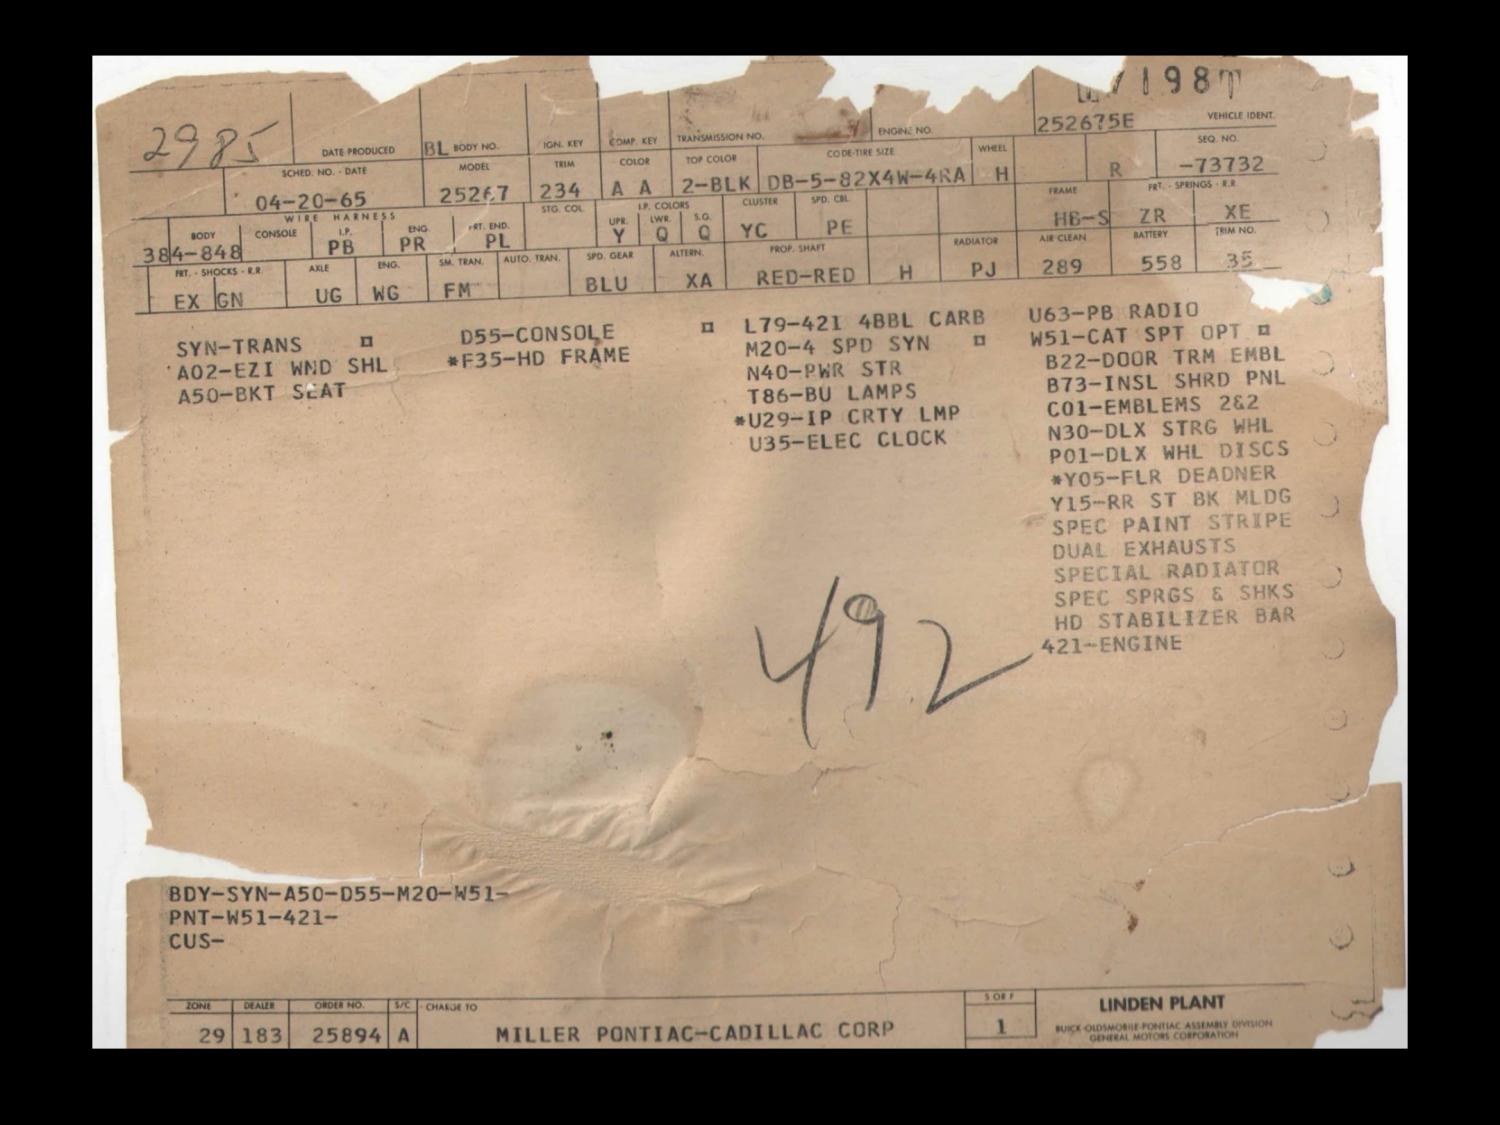 198T
2985
DATE PRODUCED BL BODY NO. IGN. KEY COMP. KEY TRANSMISSION NO. ENGINE NO. 252675E VEHICLE IDENT.
SCHED. NO. - DATE MODEL TRIM COLOR TOP COLOR CODE-TIRE SIZE WHEEL SEQ. NO.
04-20-65 25267 234 A A 2-BLK DB-5-82X4W-4RA H R -73732
WIRE HARNESS STG. COL. I.P. COLORS CLUSTER SPD. CBL. FRAME FRT. - SPRINGS - R.R.
BODY CONSOLE I.P. ENG. FRT. END. UPR. LWR. S.G.
384-848 PB PR PL Y Q Q YC PE HB-S ZR XE
FRT. - SHOCKS - R.R. AXLE ENG. SM. TRAN. AUTO. TRAN. SPD. GEAR ALTERN. PROP. SHAFT RADIATOR AIR CLEAN BATTERY TRIM NO.
EX GN UG WG FM BLU XA RED-RED H PJ 289 558 35
SYN-TRANS ¤ D55-CONSOLE ¤ L79-421 4BBL CARB U63-PB RADIO
A02-EZI WND SHL *F35-HD FRAME M20-4 SPD SYN ¤ W51-CAT SPT OPT ¤
A50-BKT SEAT N40-PWR STR B22-DOOR TRM EMBL
T86-BU LAMPS B73-INSL SHRD PNL
*U29-IP CRTY LMP C01-EMBLEMS 2&2
U35-ELEC CLOCK N30-DLX STRG WHL
P01-DLX WHL DISCS
*Y05-FLR DEADNER
Y15-RR ST BK MLDG
SPEC PAINT STRIPE
DUAL EXHAUSTS
SPECIAL RADIATOR
SPEC SPRGS & SHKS
HD STABILIZER BAR
421-ENGINE
492
BDY-SYN-A50-D55-M20-W51-
PNT-W51-421-
CUS-
ZONE DEALER ORDER NO. S/C CHARGE TO S OR F LINDEN PLANT
29 183 25894 A MILLER PONTIAC-CADILLAC CORP 1 BUICK-OLDSMOBILE-PONTIAC ASSEMBLY DIVISION
GENERAL MOTORS CORPORATION